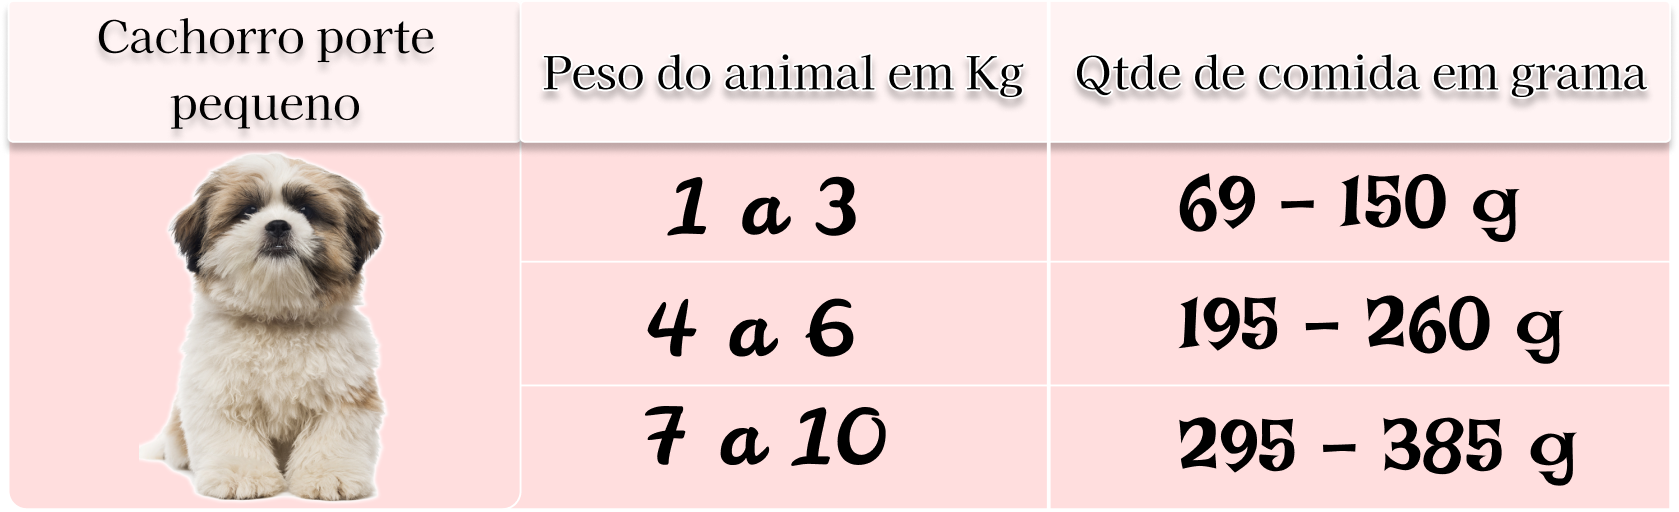 Cachorro porte
pequeno
Peso do animal em Kg
Qtde de comida em grama
1 a 3
69 – 150 g
4 a 6
195 – 260 g
7 a 10
295 – 385 g